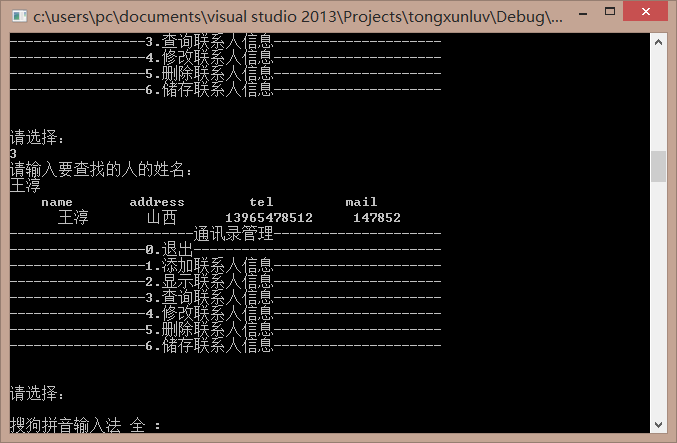 c:\users\pc\documents\visual studio 2013\Projects\tongxunluv\Debug\...
-----------------3.查询联系人信息---------------------
-----------------4.修改联系人信息---------------------
-----------------5.删除联系人信息---------------------
-----------------6.储存联系人信息---------------------
请选择:
3
请输入要查找的人的姓名:
王淳
name address tel mail
王淳 山西 13965478512 147852
-----------------------通讯录管理---------------------
-----------------0.退出-------------------------------
-----------------1.添加联系人信息---------------------
-----------------2.显示联系人信息---------------------
-----------------3.查询联系人信息---------------------
-----------------4.修改联系人信息---------------------
-----------------5.删除联系人信息---------------------
-----------------6.储存联系人信息---------------------
请选择:
搜狗拼音输入法 全 :